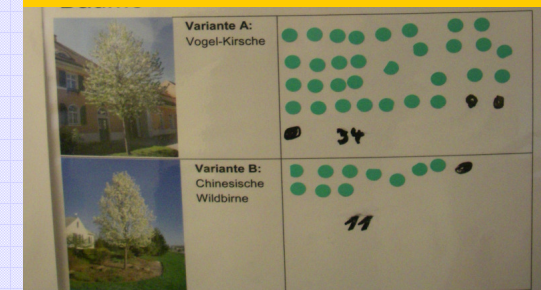 Variante A:
Vogel-Kirsche
34
Variante B:
Chinesische
Wildbirne
11